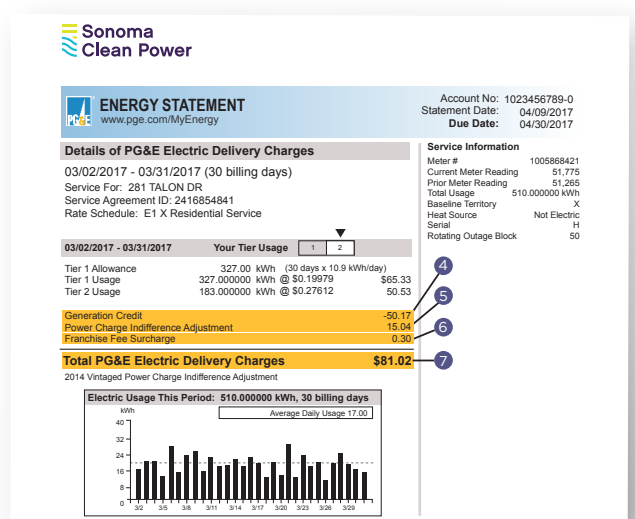 Sonoma
Clean Power
PG&E
ENERGY STATEMENT
www.pge.com/MyEnergy
Account No: 1023456789-0
Statement Date: 04/09/2017
Due Date: 04/30/2017
Details of PG&E Electric Delivery Charges
03/02/2017 - 03/31/2017 (30 billing days)
Service For: 281 TALON DR
Service Agreement ID: 2416854841
Rate Schedule: E1 X Residential Service
Service Information
Meter # 1005868421
Current Meter Reading 51,775
Prior Meter Reading 51,265
Total Usage 510.000000 kWh
Baseline Territory X
Heat Source Not Electric
Serial H
Rotating Outage Block 50
03/02/2017 - 03/31/2017 Your Tier Usage 1 2
Tier 1 Allowance 327.00 kWh (30 days x 10.9 kWh/day)
Tier 1 Usage 327.000000 kWh @ $0.19979 $65.33
Tier 2 Usage 183.000000 kWh @ $0.27612 50.53
Generation Credit -50.17 4
Power Charge Indifference Adjustment 15.04 5
Franchise Fee Surcharge 0.30 6
Total PG&E Electric Delivery Charges $81.02 7
2014 Vintaged Power Charge Indifference Adjustment
Electric Usage This Period: 510.000000 kWh, 30 billing days
kWh
Average Daily Usage 17.00
40
32
24
16
8
0
3/2 3/5 3/8 3/11 3/14 3/17 3/20 3/23 3/26 3/29